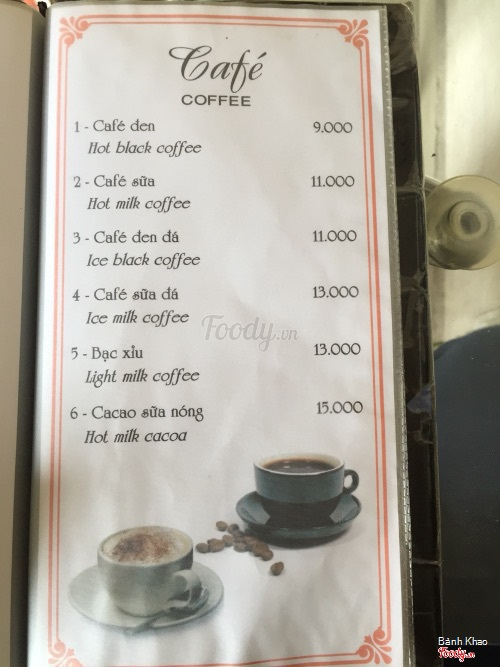 Café
COFFEE
1 - Café đen 9.000
Hot black coffee
2 - Café sữa 11.000
Hot milk coffee
3 - Café đen đá 11.000
Ice black coffee
4 - Café sữa đá 13.000
Ice milk coffee
Foody.vn
5 - Bạc xỉu 13.000
Light milk coffee
6 - Cacao sữa nóng 15.000
Hot milk cacoa
Bánh Khao
Foody.vn